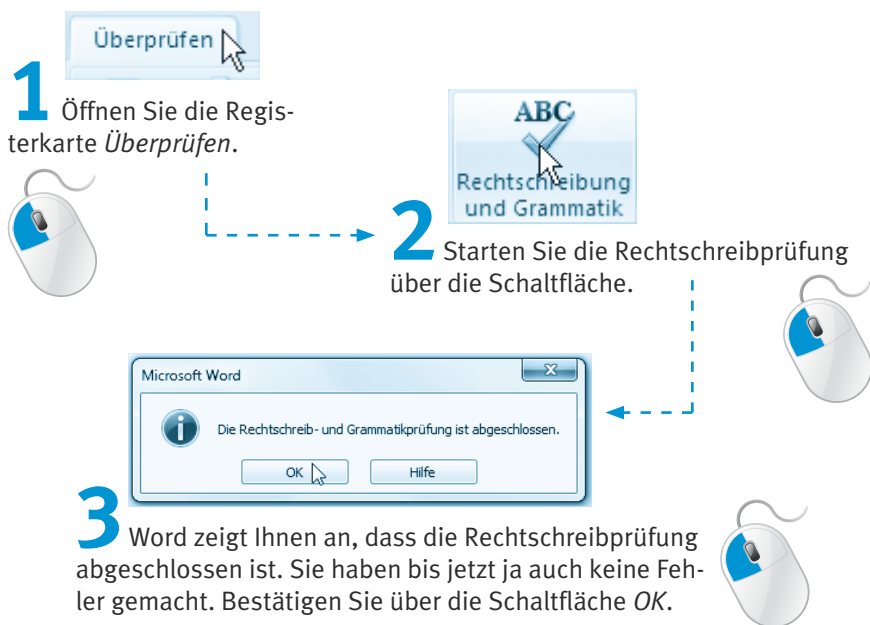 Überprüfen
1 Öffnen Sie die Regis-
terkarte Überprüfen.
ABC
Rechtschreibung
und Grammatik
2 Starten Sie die Rechtschreibprüfung
über die Schaltfläche.
Microsoft Word
Die Rechtschreib- und Grammatikprüfung ist abgeschlossen.
OK
Hilfe
3 Word zeigt Ihnen an, dass die Rechtschreibprüfung
abgeschlossen ist. Sie haben bis jetzt ja auch keine Feh-
ler gemacht. Bestätigen Sie über die Schaltfläche OK.